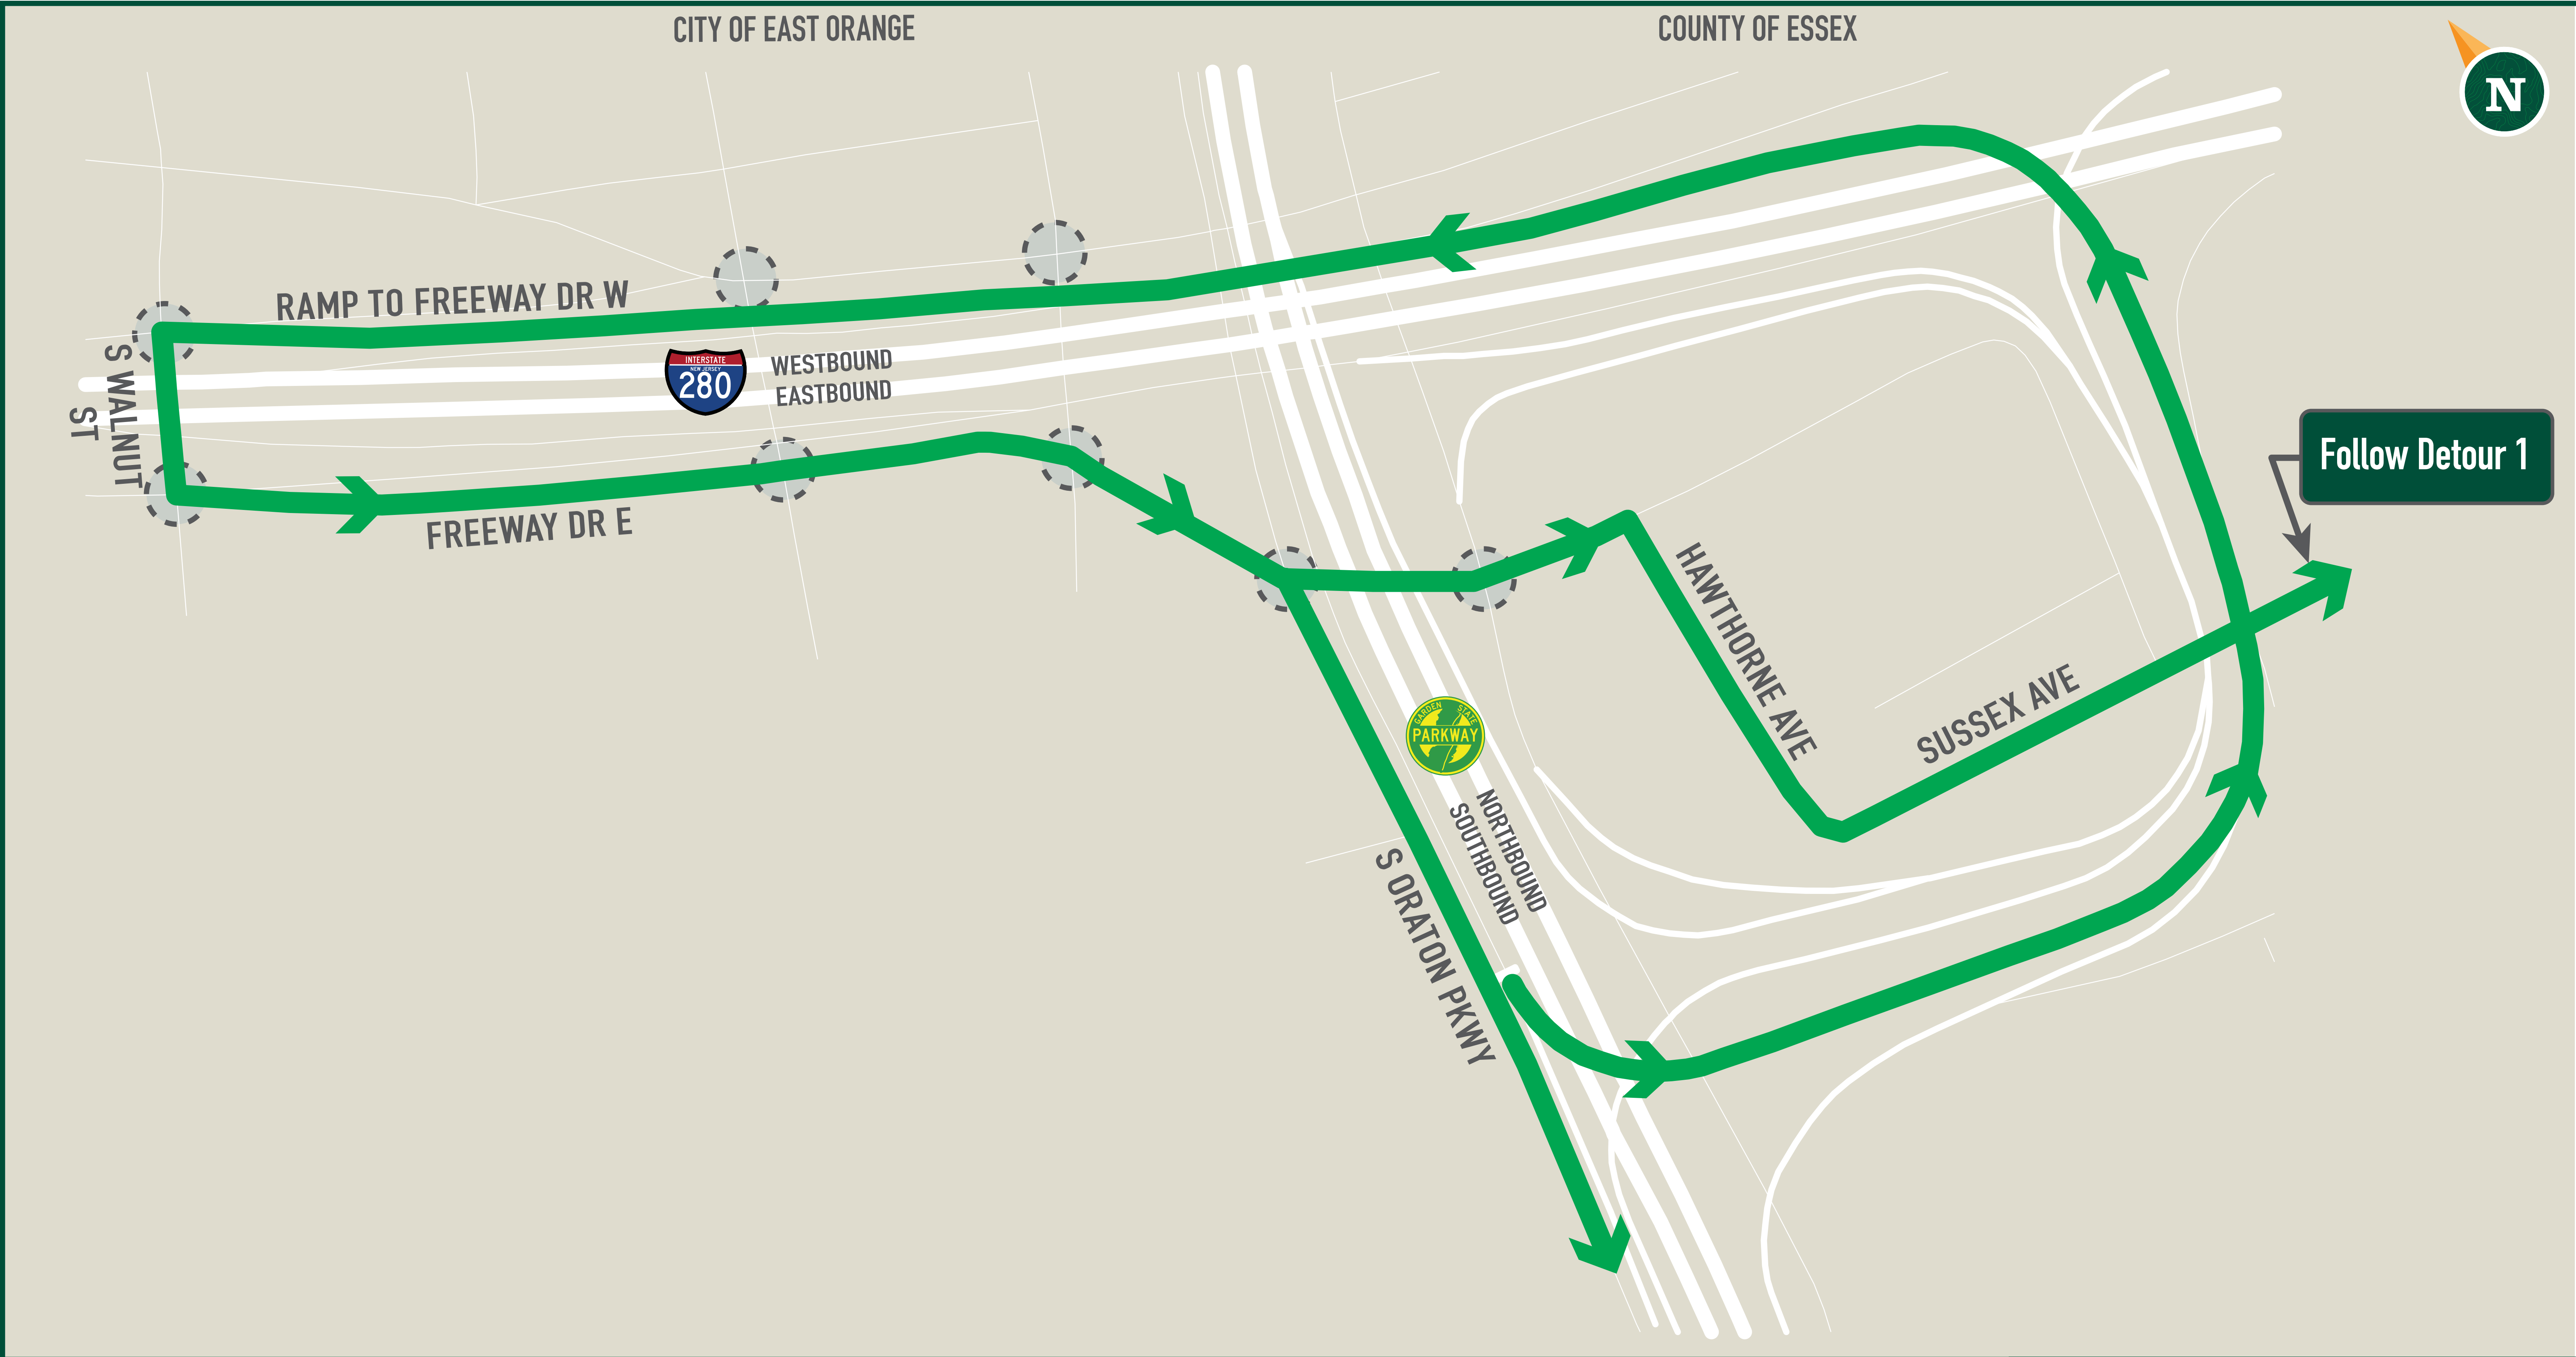 CITY OF EAST ORANGE
COUNTY OF ESSEX
N
RAMP TO FREEWAY DR W
S WALNUT
ST
INTERSTATE
NEW JERSEY
280
WESTBOUND
EASTBOUND
FREEWAY DR E
Follow Detour 1
HAWTHORNE AVE
SUSSEX AVE
GARDEN STATE
PARKWAY
NORTHBOUND
SOUTHBOUND
S ORATON PKWY